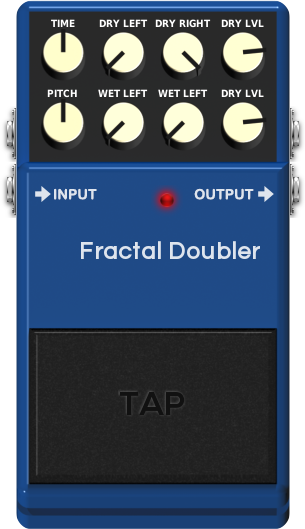 TIME DRY LEFT DRY RIGHT DRY LVL
PITCH WET LEFT WET LEFT DRY LVL
INPUT OUTPUT
Fractal Doubler
TAP